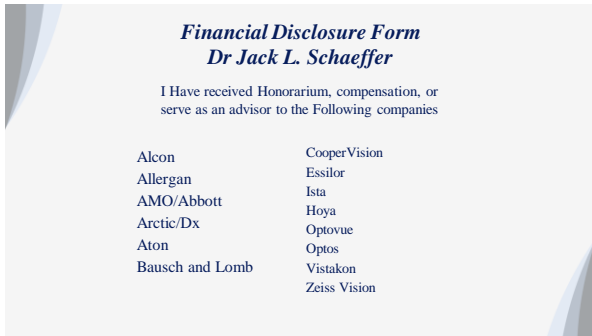 Financial Disclosure Form
Dr Jack L. Schaeffer
I Have received Honorarium, compensation, or
serve as an advisor to the Following companies
Alcon
Allergan
AMO/Abbott
Arctic/Dx
Aton
Bausch and Lomb
CooperVision
Essilor
Ista
Hoya
Optovue
Optos
Vistakon
Zeiss Vision